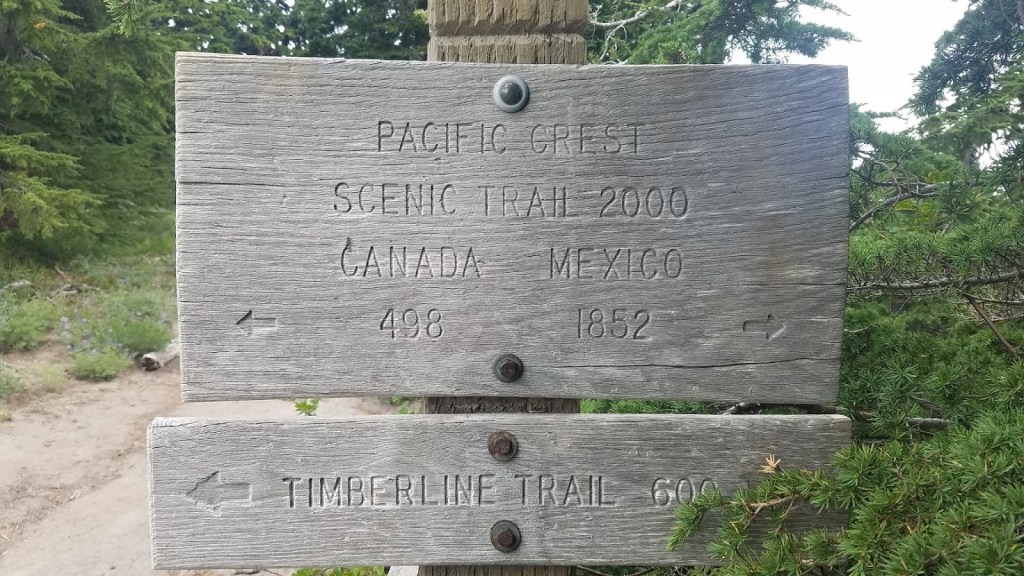 PACIFIC CREST
SCENIC TRAIL 2000
CANADA MEXICO
← 498 1852 →
← TIMBERLINE TRAIL 600